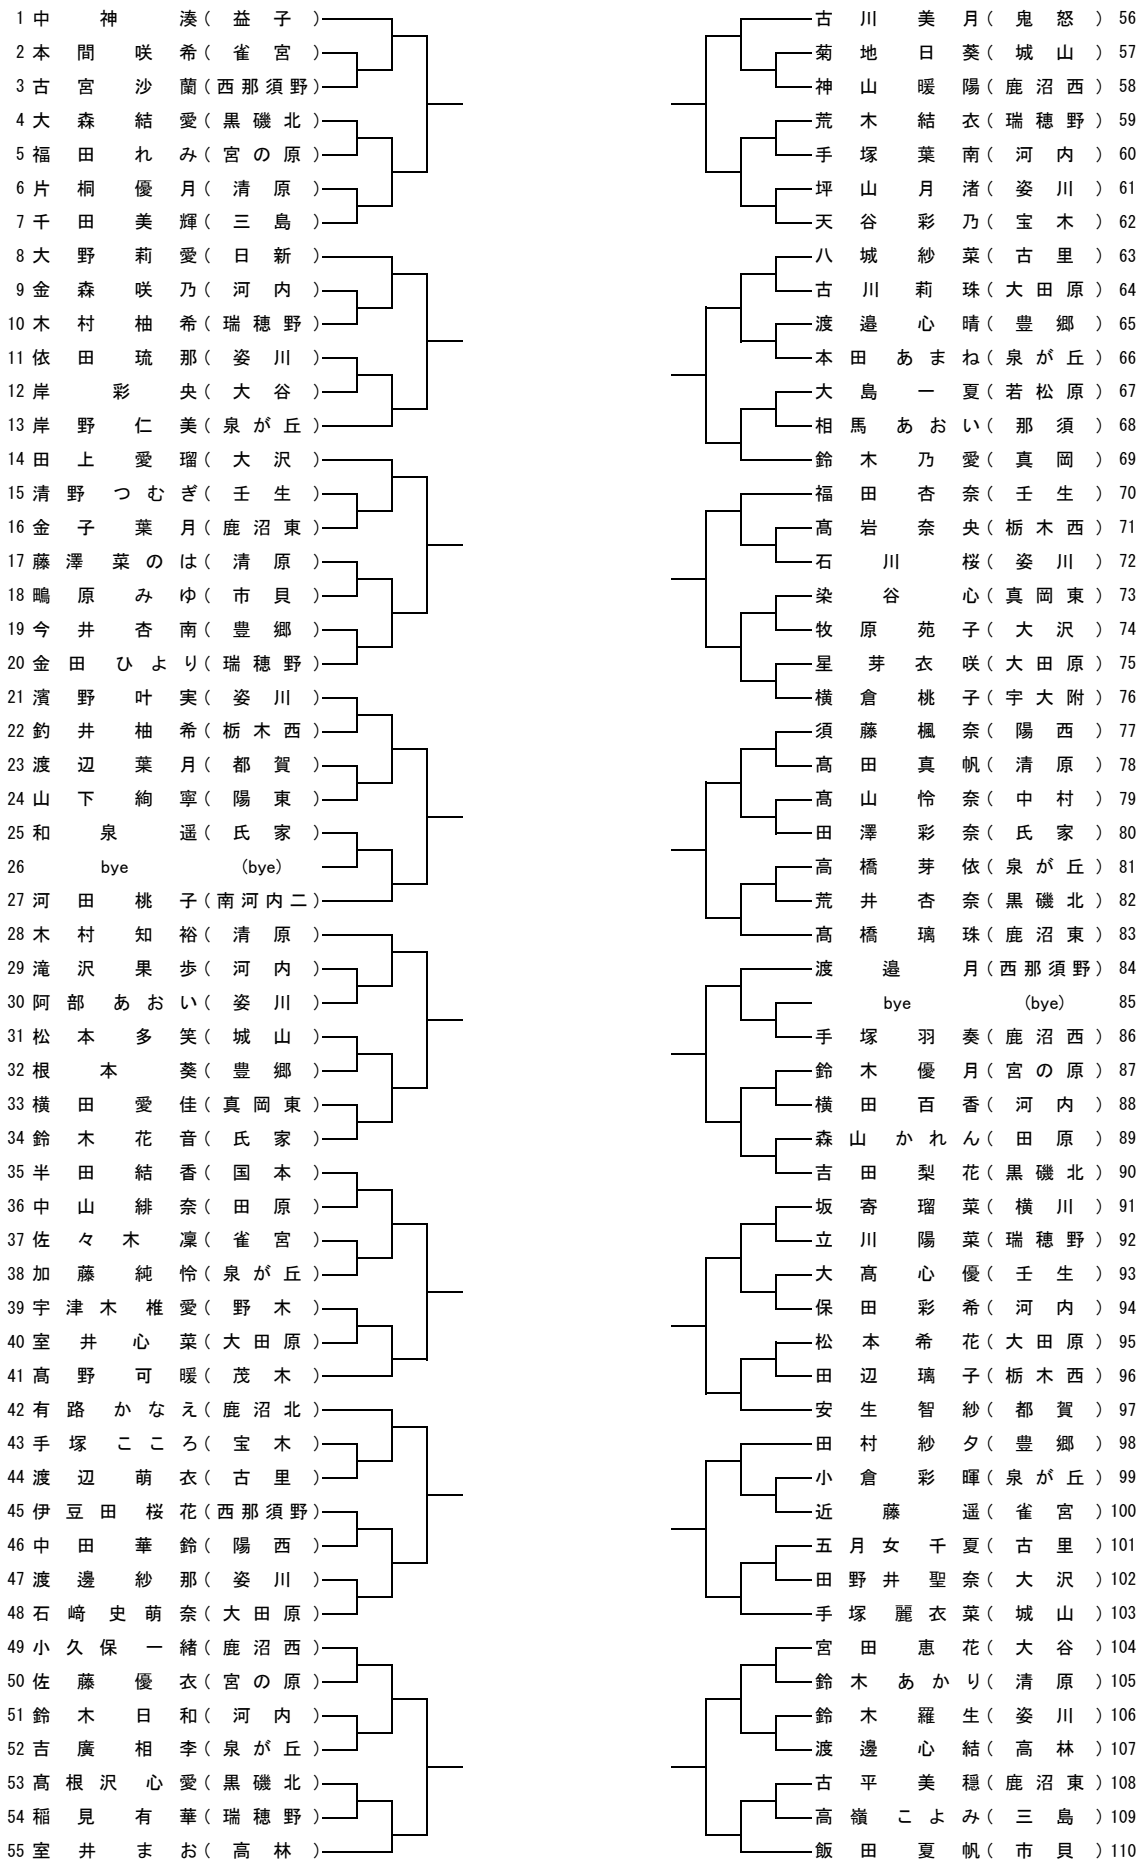 1 中神湊(益子)
2 本間咲希(雀宮)
3 古宮沙蘭(西那須野)
4 大森結愛(黒磯北)
5 福田れみ(宮の原)
6 片桐優月(清原)
7 千田美輝(三島)
8 大野莉愛(日新)
9 金森咲乃(河内)
10 木村柚希(瑞穂野)
11 依田琉那(姿川)
12 岸彩央(大谷)
13 岸野仁美(泉が丘)
14 田上愛瑠(大沢)
15 清野つむぎ(壬生)
16 金子葉月(鹿沼東)
17 藤澤菜のは(清原)
18 鴫原みゆ(市貝)
19 今井杏南(豊郷)
20 金田ひより(瑞穂野)
21 濱野叶実(姿川)
22 釣井柚希(栃木西)
23 渡辺葉月(都賀)
24 山下絢寧(陽東)
25 和泉遥(氏家)
26 bye (bye)
27 河田桃子(南河内二)
28 木村知裕(清原)
29 滝沢果歩(河内)
30 阿部あおい(姿川)
31 松本多笑(城山)
32 根本葵(豊郷)
33 横田愛佳(真岡東)
34 鈴木花音(氏家)
35 半田結香(国本)
36 中山緋奈(田原)
37 佐々木凜(雀宮)
38 加藤純怜(泉が丘)
39 宇津木椎愛(野木)
40 室井心菜(大田原)
41 髙野可暖(茂木)
42 有路かなえ(鹿沼北)
43 手塚こころ(宝木)
44 渡辺萌衣(古里)
45 伊豆田桜花(西那須野)
46 中田華鈴(陽西)
47 渡邊紗那(姿川)
48 石﨑史萌奈(大田原)
49 小久保一緒(鹿沼西)
50 佐藤優衣(宮の原)
51 鈴木日和(河内)
52 吉廣相李(泉が丘)
53 髙根沢心愛(黒磯北)
54 稲見有華(瑞穂野)
55 室井まお(高林)
古川美月(鬼怒) 56
菊地日葵(城山) 57
神山暖陽(鹿沼西) 58
荒木結衣(瑞穂野) 59
手塚葉南(河内) 60
坪山月渚(姿川) 61
天谷彩乃(宝木) 62
八城紗菜(古里) 63
古川莉珠(大田原) 64
渡邉心晴(豊郷) 65
本田あまね(泉が丘) 66
大島一夏(若松原) 67
相馬あおい(那須) 68
鈴木乃愛(真岡) 69
福田杏奈(壬生) 70
髙岩奈央(栃木西) 71
石川桜(姿川) 72
染谷心(真岡東) 73
牧原苑子(大沢) 74
星芽衣咲(大田原) 75
横倉桃子(宇大附) 76
須藤楓奈(陽西) 77
髙田真帆(清原) 78
髙山怜奈(中村) 79
田澤彩奈(氏家) 80
高橋芽依(泉が丘) 81
荒井杏奈(黒磯北) 82
髙橋璃珠(鹿沼東) 83
渡邉月(西那須野) 84
bye (bye) 85
手塚羽奏(鹿沼西) 86
鈴木優月(宮の原) 87
横田百香(河内) 88
森山かれん(田原) 89
吉田梨花(黒磯北) 90
坂寄瑠菜(横川) 91
立川陽菜(瑞穂野) 92
大髙心優(壬生) 93
保田彩希(河内) 94
松本希花(大田原) 95
田辺璃子(栃木西) 96
安生智紗(都賀) 97
田村紗夕(豊郷) 98
小倉彩暉(泉が丘) 99
近藤遥(雀宮) 100
五月女千夏(古里) 101
田野井聖奈(大沢) 102
手塚麗衣菜(城山) 103
宮田恵花(大谷) 104
鈴木あかり(清原) 105
鈴木羅生(姿川) 106
渡邊心結(高林) 107
古平美穏(鹿沼東) 108
高嶺こよみ(三島) 109
飯田夏帆(市貝) 110